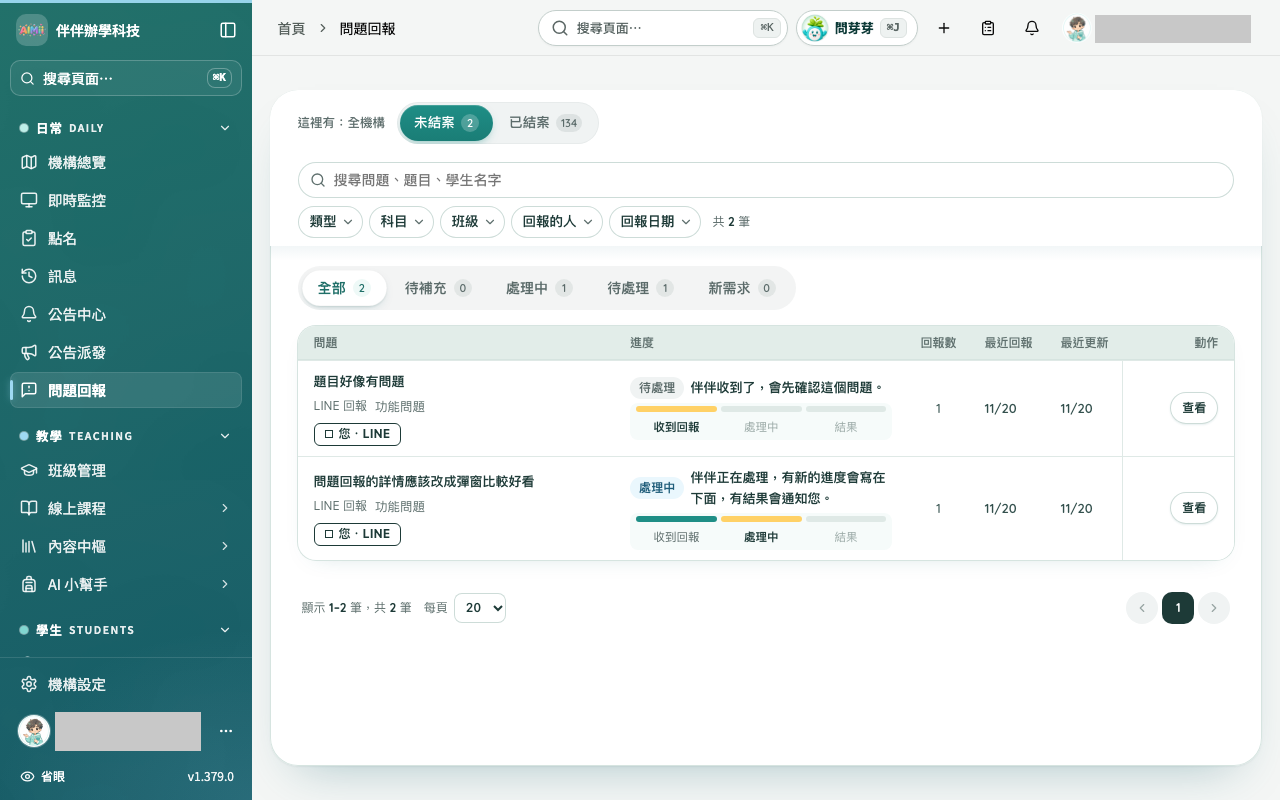 伴伴辦學科技
搜尋頁面… ⌘K
日常 DAILY
機構總覽
即時監控
點名
訊息
公告中心
公告派發
問題回報
教學 TEACHING
班級管理
線上課程
內容中樞
AI 小幫手
學生 STUDENTS
機構設定
省眼 v1.379.0
首頁 問題回報
搜尋頁面… ⌘K
問芽芽 ⌘J
這裡有：全機構 未結案 2 已結案 134
搜尋問題、題目、學生名字
類型 科目 班級 回報的人 回報日期 共 2 筆
全部 2 待補充 0 處理中 1 待處理 1 新需求 0
問題 進度 回報數 最近回報 最近更新 動作
題目好像有問題
LINE 回報 功能問題
您 · LINE
待處理 伴伴收到了，會先確認這個問題。
收到回報 處理中 結果
1 11/20 11/20 查看
問題回報的詳情應該改成彈窗比較好看
LINE 回報 功能問題
您 · LINE
處理中 伴伴正在處理，有新的進度會寫在
下面，有結果會通知您。
收到回報 處理中 結果
1 11/20 11/20 查看
顯示 1–2 筆，共 2 筆 每頁 20
1